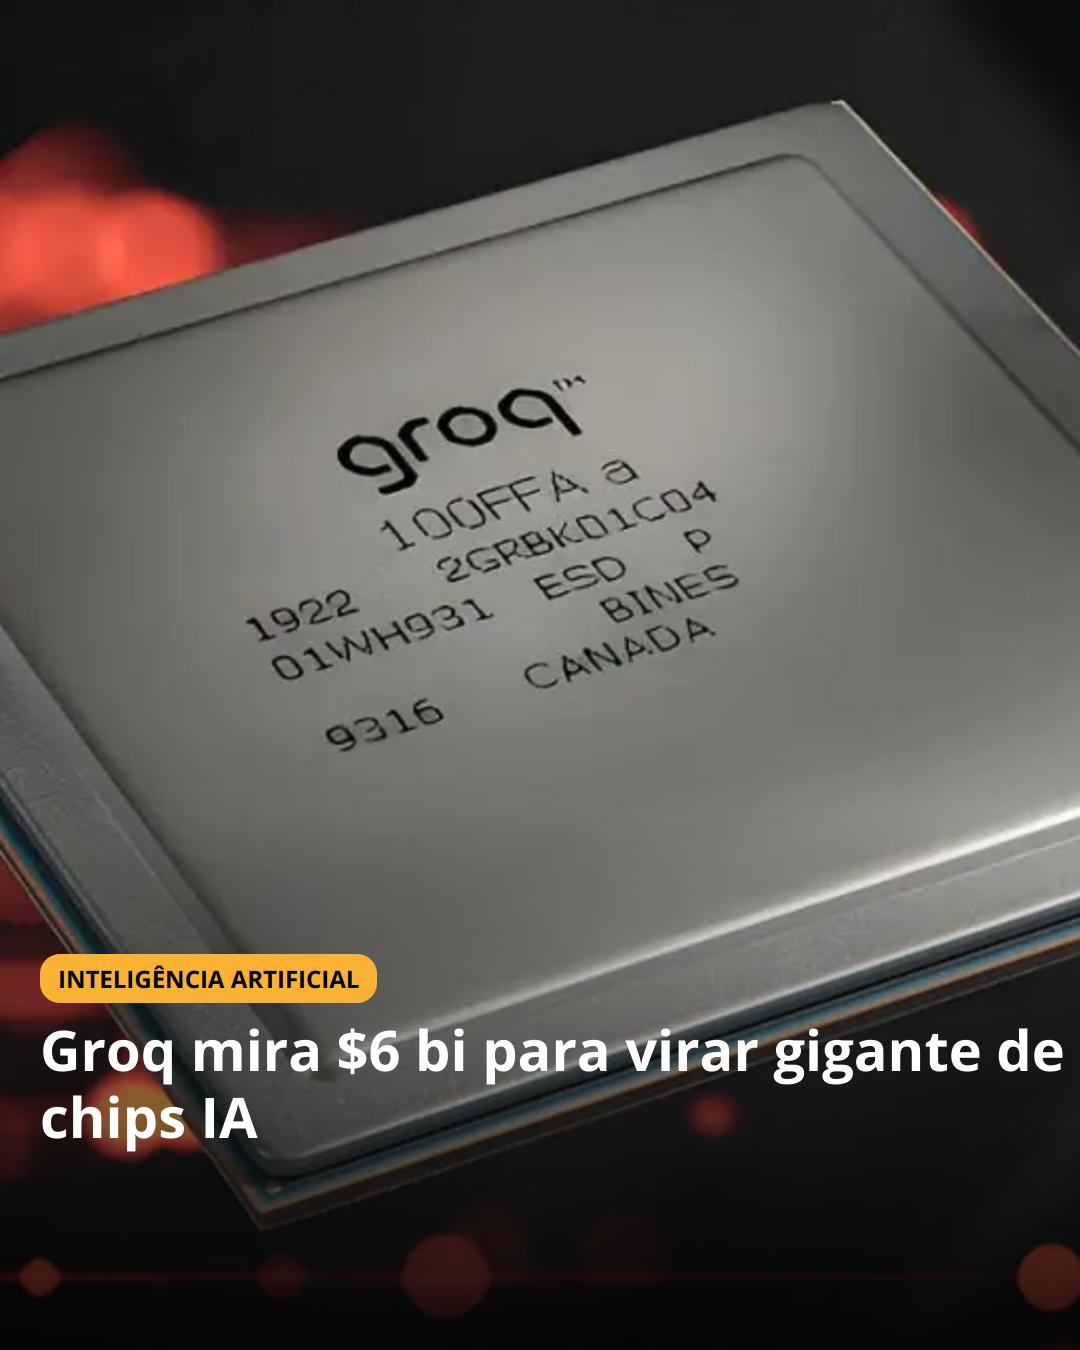 groq™
100FFA a
2GRBK01C04
1922 ESD P
01WH931 BINES
CANADA
9316
INTELIGÊNCIA ARTIFICIAL
Groq mira $6 bi para virar gigante de
chips IA